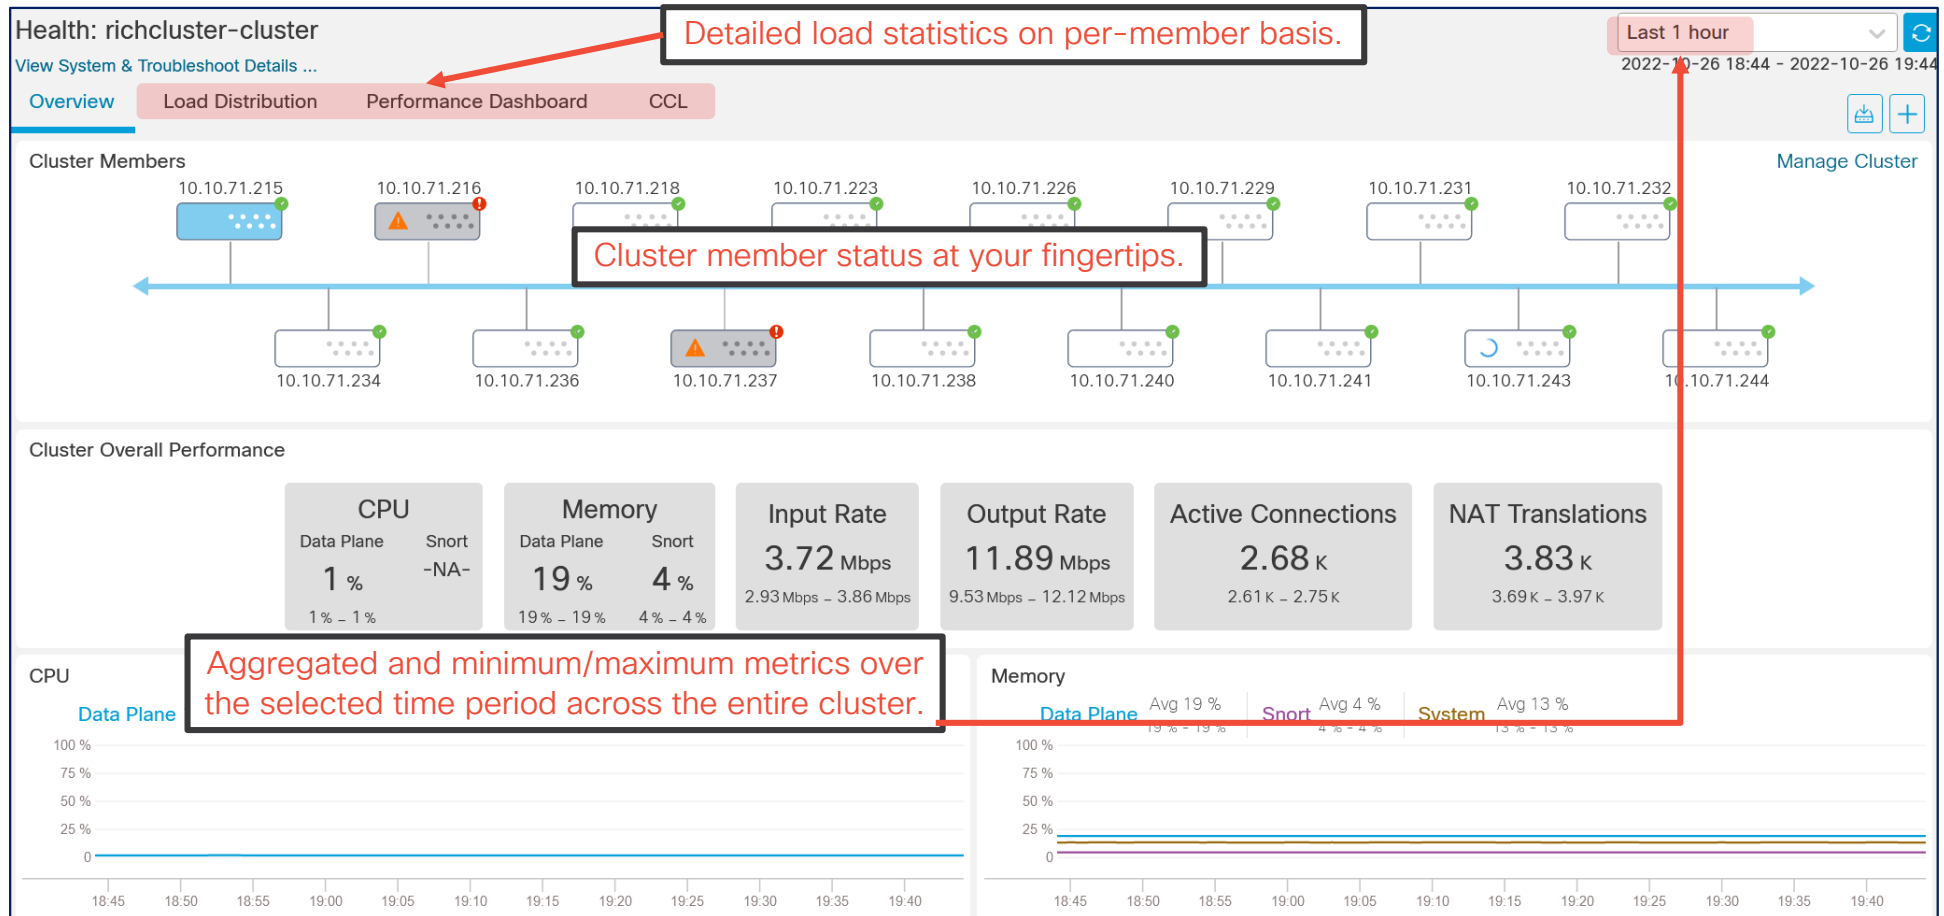 Health: richcluster-cluster
Detailed load statistics on per-member basis.
Last 1 hour
View System & Troubleshoot Details ...
2022-10-26 18:44 - 2022-10-26 19:44
Overview Load Distribution Performance Dashboard CCL
Cluster Members
Manage Cluster
10.10.71.215 10.10.71.216 10.10.71.218 10.10.71.223 10.10.71.226 10.10.71.229 10.10.71.231 10.10.71.232
Cluster member status at your fingertips.
10.10.71.234 10.10.71.236 10.10.71.237 10.10.71.238 10.10.71.240 10.10.71.241 10.10.71.243 10.10.71.244
Cluster Overall Performance
CPU
Data Plane Snort
1 % -NA-
1 % – 1 %
Memory
Data Plane Snort
19 % 4 %
19 % – 19 % 4 % – 4 %
Input Rate
3.72 Mbps
2.93 Mbps – 3.86 Mbps
Output Rate
11.89 Mbps
9.53 Mbps – 12.12 Mbps
Active Connections
2.68 K
2.61 K – 2.75 K
NAT Translations
3.83 K
3.69 K – 3.97 K
Aggregated and minimum/maximum metrics over
the selected time period across the entire cluster.
CPU
Data Plane
100 %
75 %
50 %
25 %
0
18:45 18:50 18:55 19:00 19:05 19:10 19:15 19:20 19:25 19:30 19:35 19:40
Memory
Data Plane Avg 19 % Snort Avg 4 % System Avg 13 %
19 % - 19 % 4 % - 4 % 13 % - 13 %
100 %
75 %
50 %
25 %
0
18:45 18:50 18:55 19:00 19:05 19:10 19:15 19:20 19:25 19:30 19:35 19:40